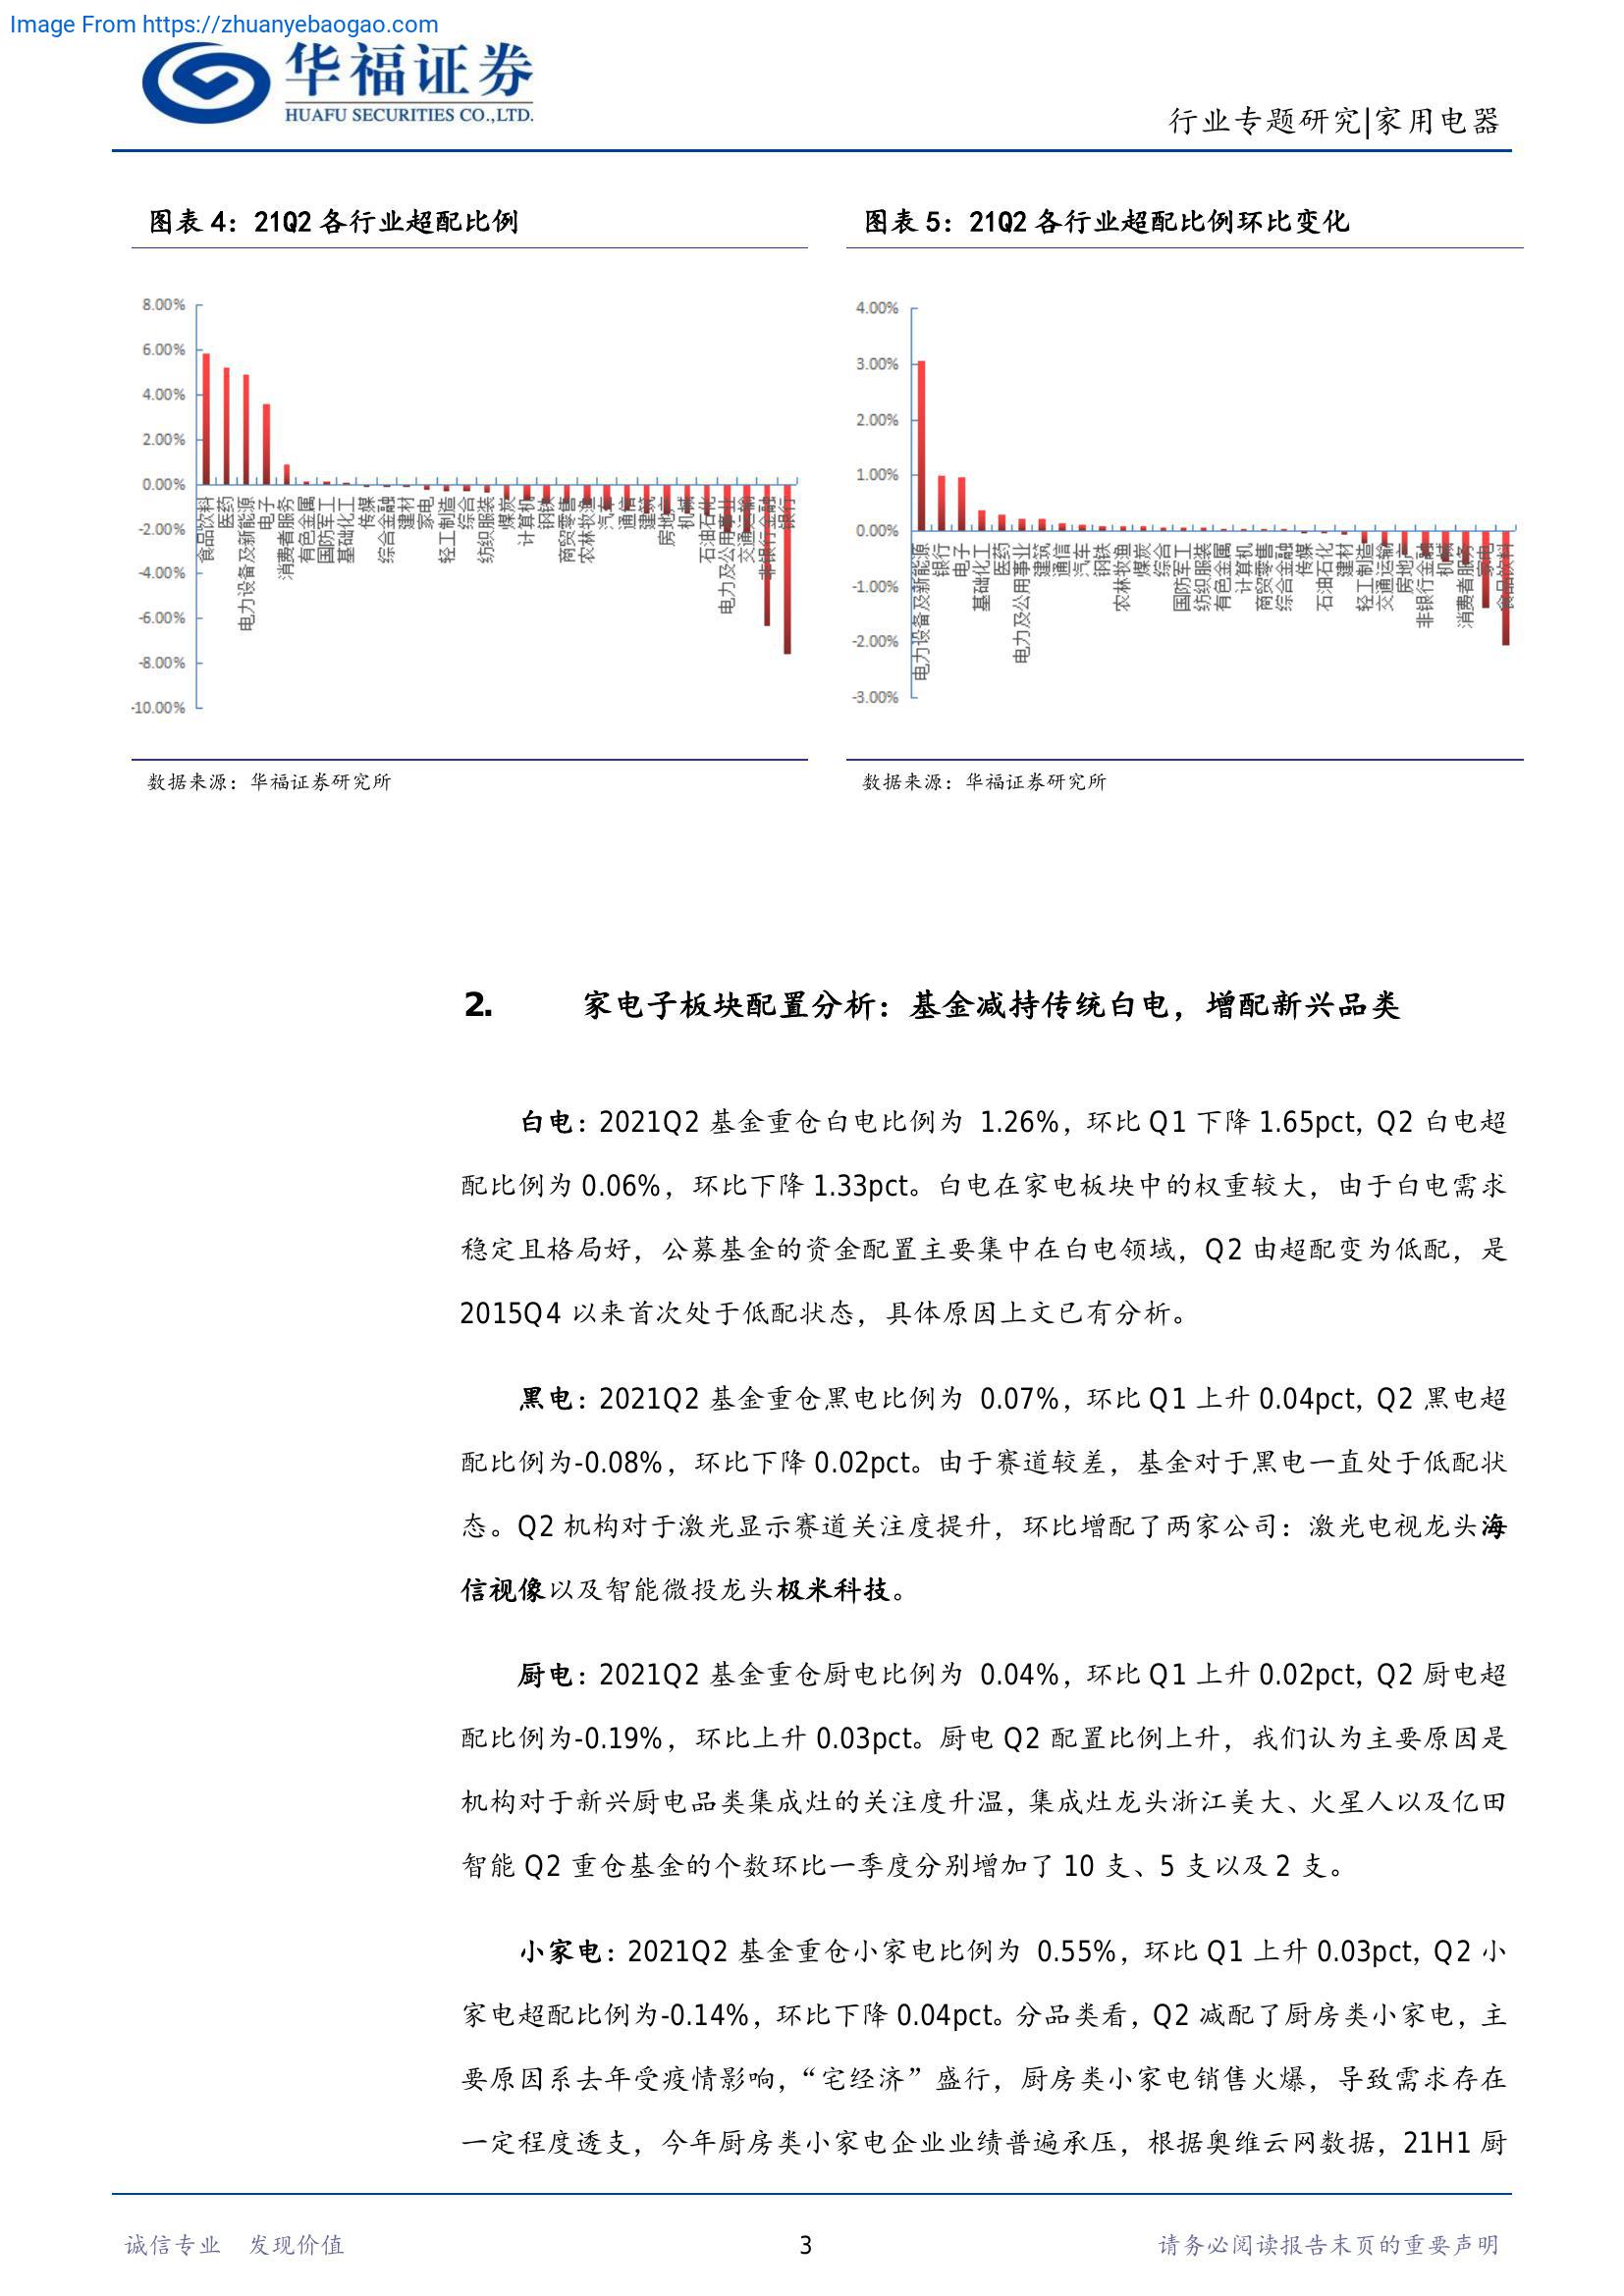 Image From https://zhuanyebaogao.com
华福证券
HUAFU SECURITIES CO.,LTD.
行业专题研究|家用电器
图表 4：21Q2 各行业超配比例
8.00%
6.00%
4.00%
2.00%
0.00%
-2.00%
-4.00%
-6.00%
-8.00%
-10.00%
食品饮料
医药
电力设备及新能源
电子
消费者服务
有色金属
国防军工
基础化工
传媒
综合金融
建材
家电
轻工制造
综合
纺织服装
煤炭
计算机
钢铁
商贸零售
农林牧渔
汽车
通信
建筑
房地产
机械
石油石化
电力及公用事业
交通运输
非银行金融
银行
数据来源：华福证券研究所
图表 5：21Q2 各行业超配比例环比变化
4.00%
3.00%
2.00%
1.00%
0.00%
-1.00%
-2.00%
-3.00%
电力设备及新能源
银行
电子
基础化工
医药
电力及公用事业
建筑
通信
汽车
钢铁
农林牧渔
煤炭
综合
国防军工
纺织服装
有色金属
计算机
商贸零售
综合金融
传媒
石油石化
建材
轻工制造
交通运输
房地产
非银行金融
机械
消费者服务
家电
食品饮料
数据来源：华福证券研究所
2. 家电子板块配置分析：基金减持传统白电，增配新兴品类
白电：2021Q2 基金重仓白电比例为 1.26%，环比 Q1 下降 1.65pct，Q2 白电超
配比例为 0.06%，环比下降 1.33pct。白电在家电板块中的权重较大，由于白电需求
稳定且格局好，公募基金的资金配置主要集中在白电领域，Q2 由超配变为低配，是
2015Q4 以来首次处于低配状态，具体原因上文已有分析。
黑电：2021Q2 基金重仓黑电比例为 0.07%，环比 Q1 上升 0.04pct，Q2 黑电超
配比例为-0.08%，环比下降 0.02pct。由于赛道较差，基金对于黑电一直处于低配状
态。Q2 机构对于激光显示赛道关注度提升，环比增配了两家公司：激光电视龙头海
信视像以及智能微投龙头极米科技。
厨电：2021Q2 基金重仓厨电比例为 0.04%，环比 Q1 上升 0.02pct，Q2 厨电超
配比例为-0.19%，环比上升 0.03pct。厨电 Q2 配置比例上升，我们认为主要原因是
机构对于新兴厨电品类集成灶的关注度升温，集成灶龙头浙江美大、火星人以及亿田
智能 Q2 重仓基金的个数环比一季度分别增加了 10 支、5 支以及 2 支。
小家电：2021Q2 基金重仓小家电比例为 0.55%，环比 Q1 上升 0.03pct，Q2 小
家电超配比例为-0.14%，环比下降 0.04pct。分品类看，Q2 减配了厨房类小家电，主
要原因系去年受疫情影响，“宅经济”盛行，厨房类小家电销售火爆，导致需求存在
一定程度透支，今年厨房类小家电企业业绩普遍承压，根据奥维云网数据，21H1 厨
诚信专业 发现价值
3
请务必阅读报告末页的重要声明